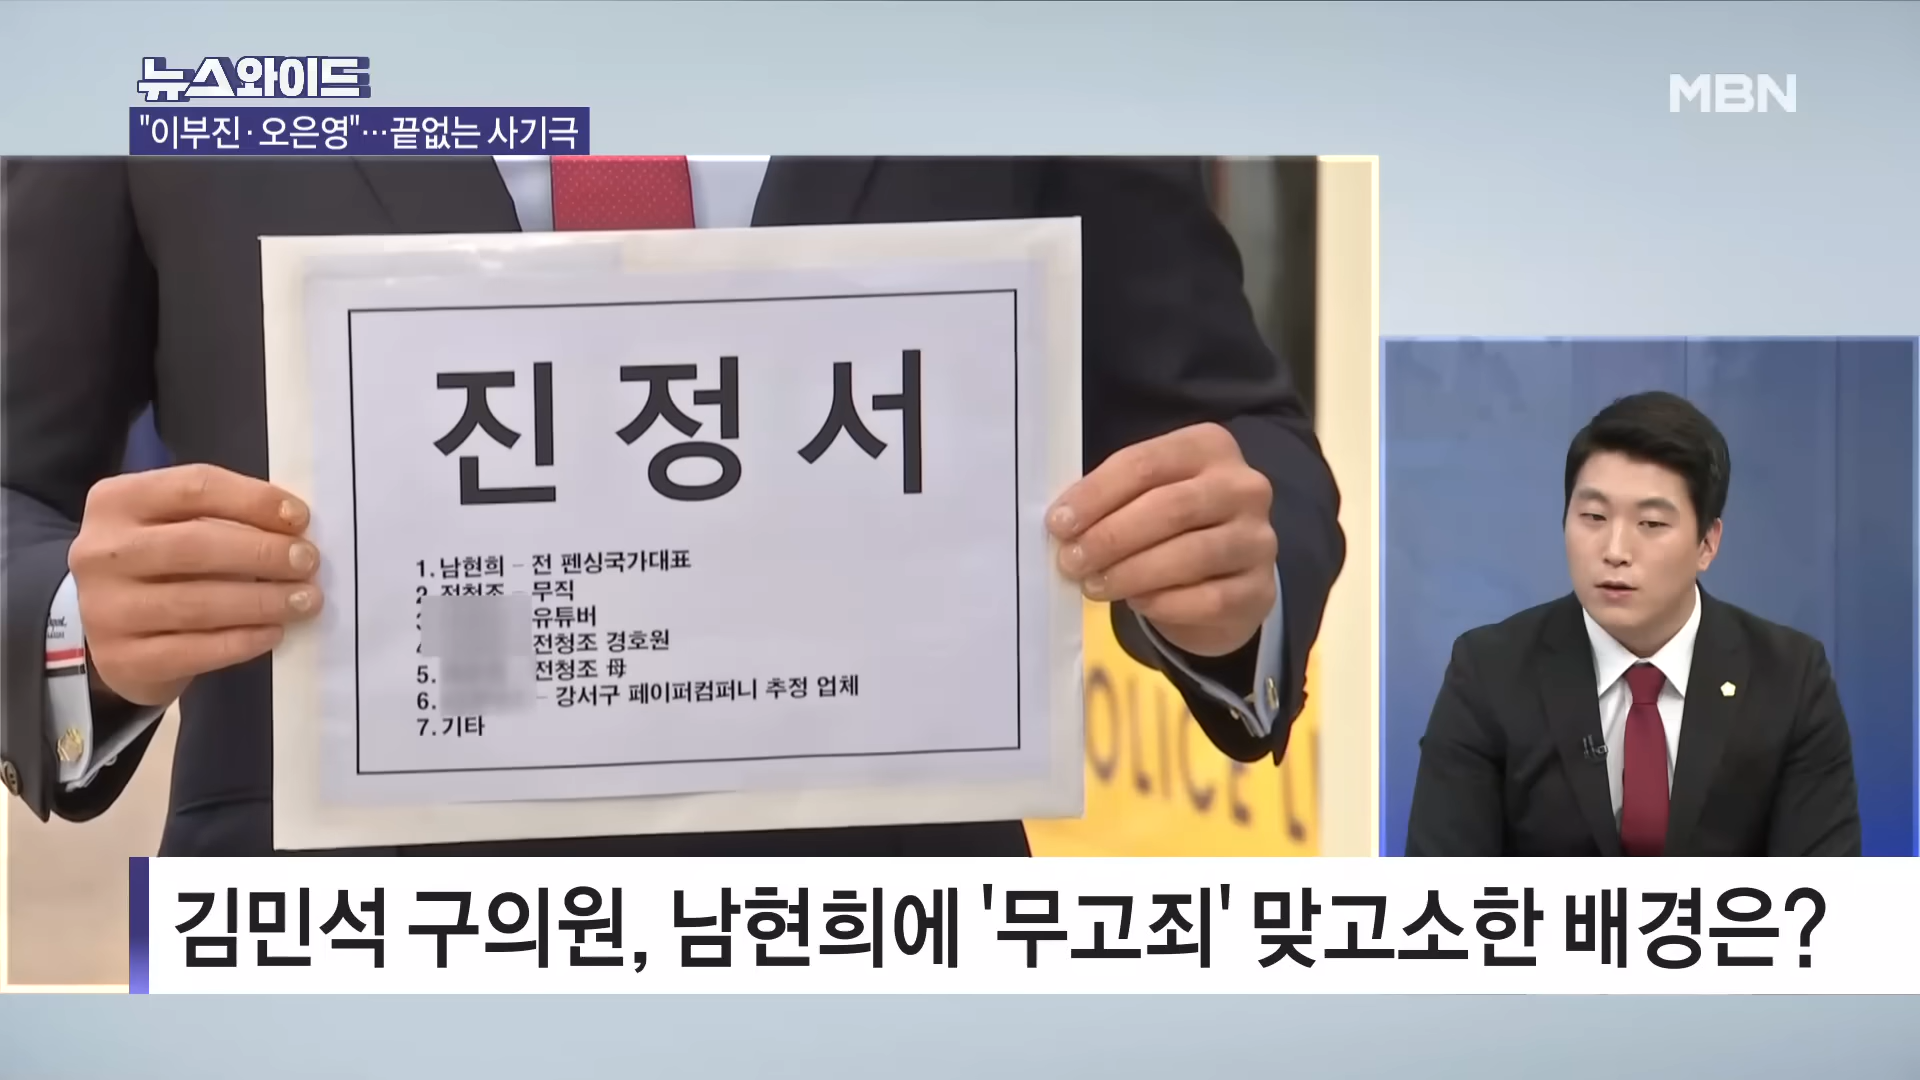 뉴스와이드
MBN
"이부진·오은영"…끝없는 사기극
진정서
1. 남현희 - 전 펜싱국가대표
2. 전청조 - 무직
유튜버
전청조 경호원
5. 전청조 母
6. - 강서구 페이퍼컴퍼니 추정 업체
7. 기타
POLICE L
김민석 구의원, 남현희에 '무고죄' 맞고소한 배경은?